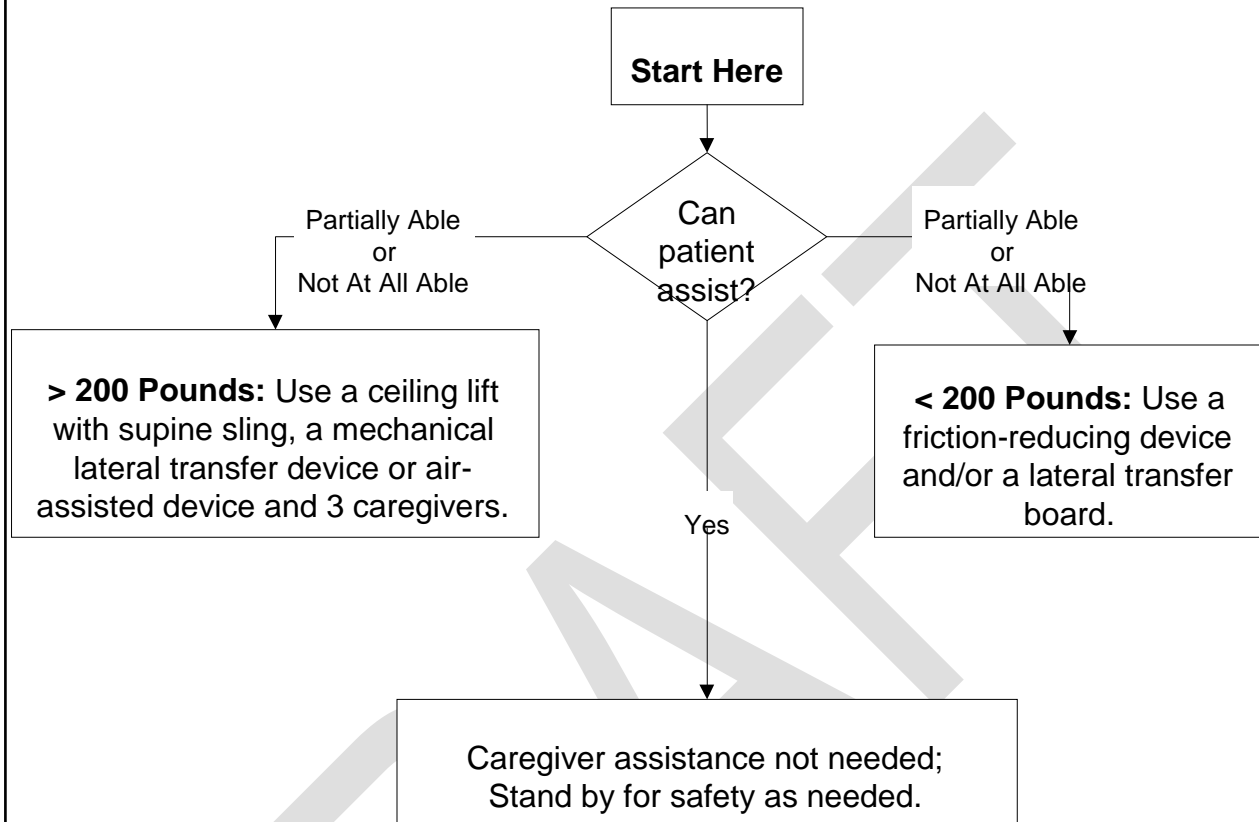 Start Here
Can
patient
assist?
Partially Able
or
Not At All Able
Partially Able
or
Not At All Able
> 200 Pounds: Use a ceiling lift
with supine sling, a mechanical
lateral transfer device or air-
assisted device and 3 caregivers.
< 200 Pounds: Use a
friction-reducing device
and/or a lateral transfer
board.
Yes
Caregiver assistance not needed;
Stand by for safety as needed.
DRAFT